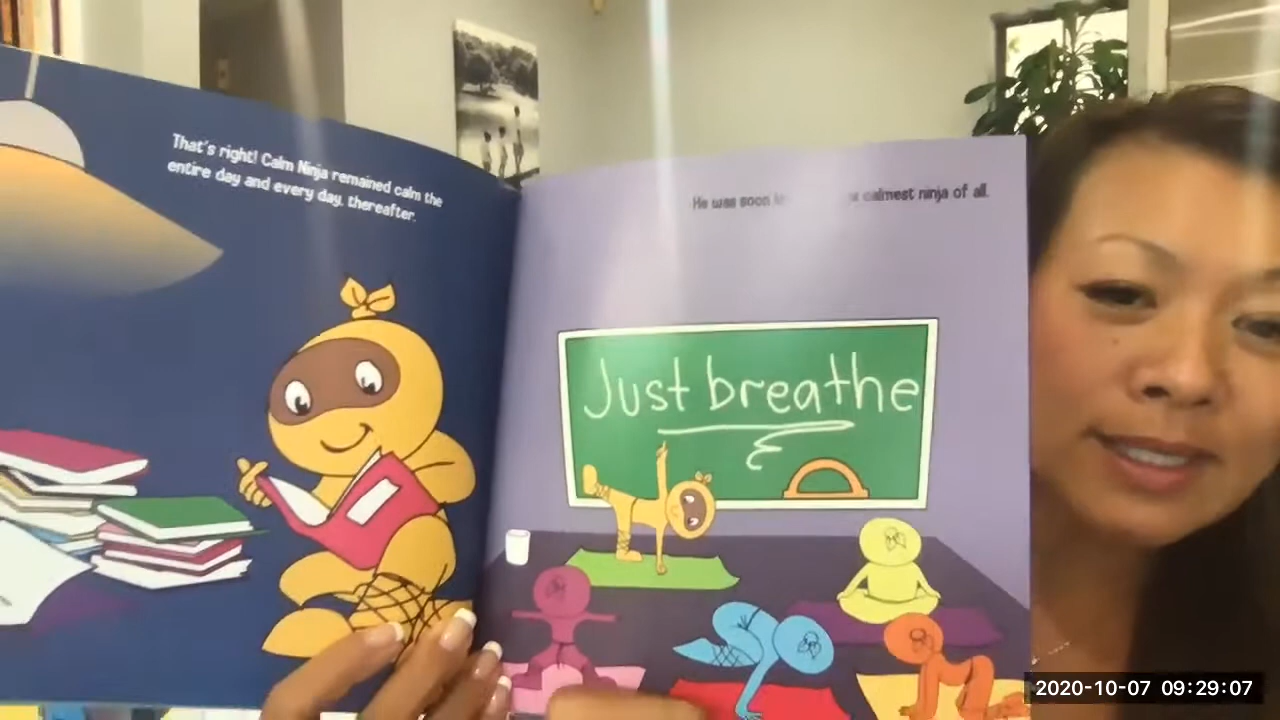 That's right! Calm Ninja remained calm the
entire day and every day, thereafter.
He was soon calmest ninja of all.
Just breathe
2020-10-07 09:29:07